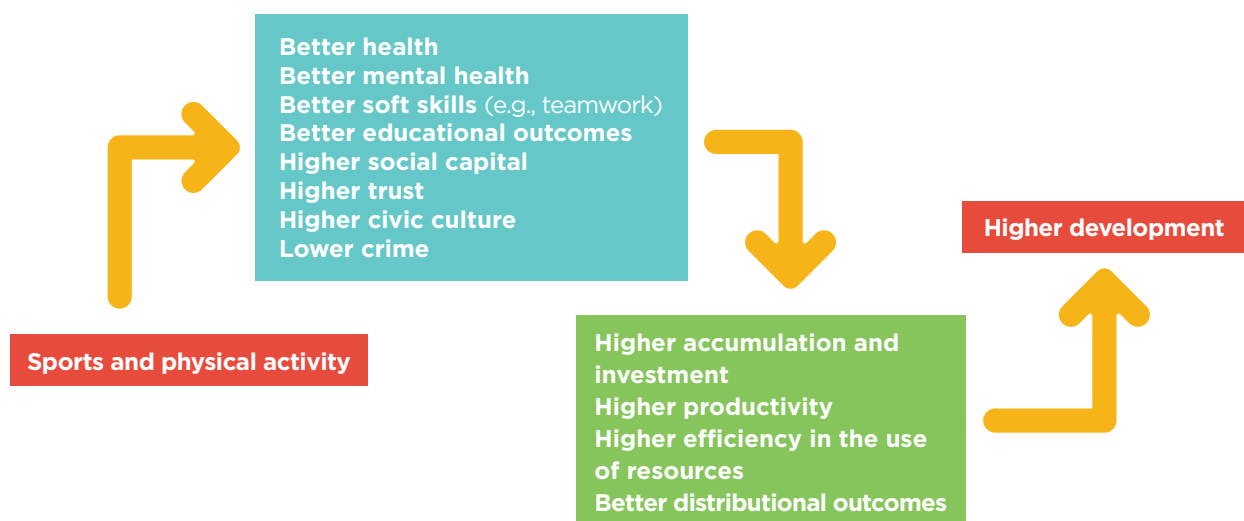 Better health
Better mental health
Better soft skills (e.g., teamwork)
Better educational outcomes
Higher social capital
Higher trust
Higher civic culture
Lower crime
Higher development
Sports and physical activity
Higher accumulation and
investment
Higher productivity
Higher efficiency in the use
of resources
Better distributional outcomes